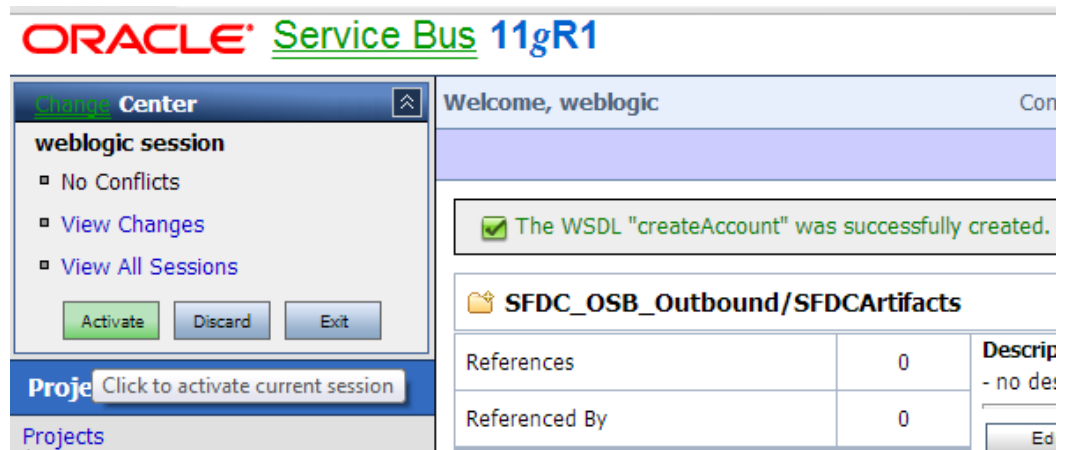 ORACLE Service Bus 11gR1
Change Center
weblogic session
No Conflicts
View Changes
View All Sessions
Activate Discard Exit
Click to activate current session
Proje
Projects
Welcome, weblogic Con
The WSDL "createAccount" was successfully created.
SFDC_OSB_Outbound/SFDCArtifacts
References 0 Descrip
- no des
Referenced By 0
Ed